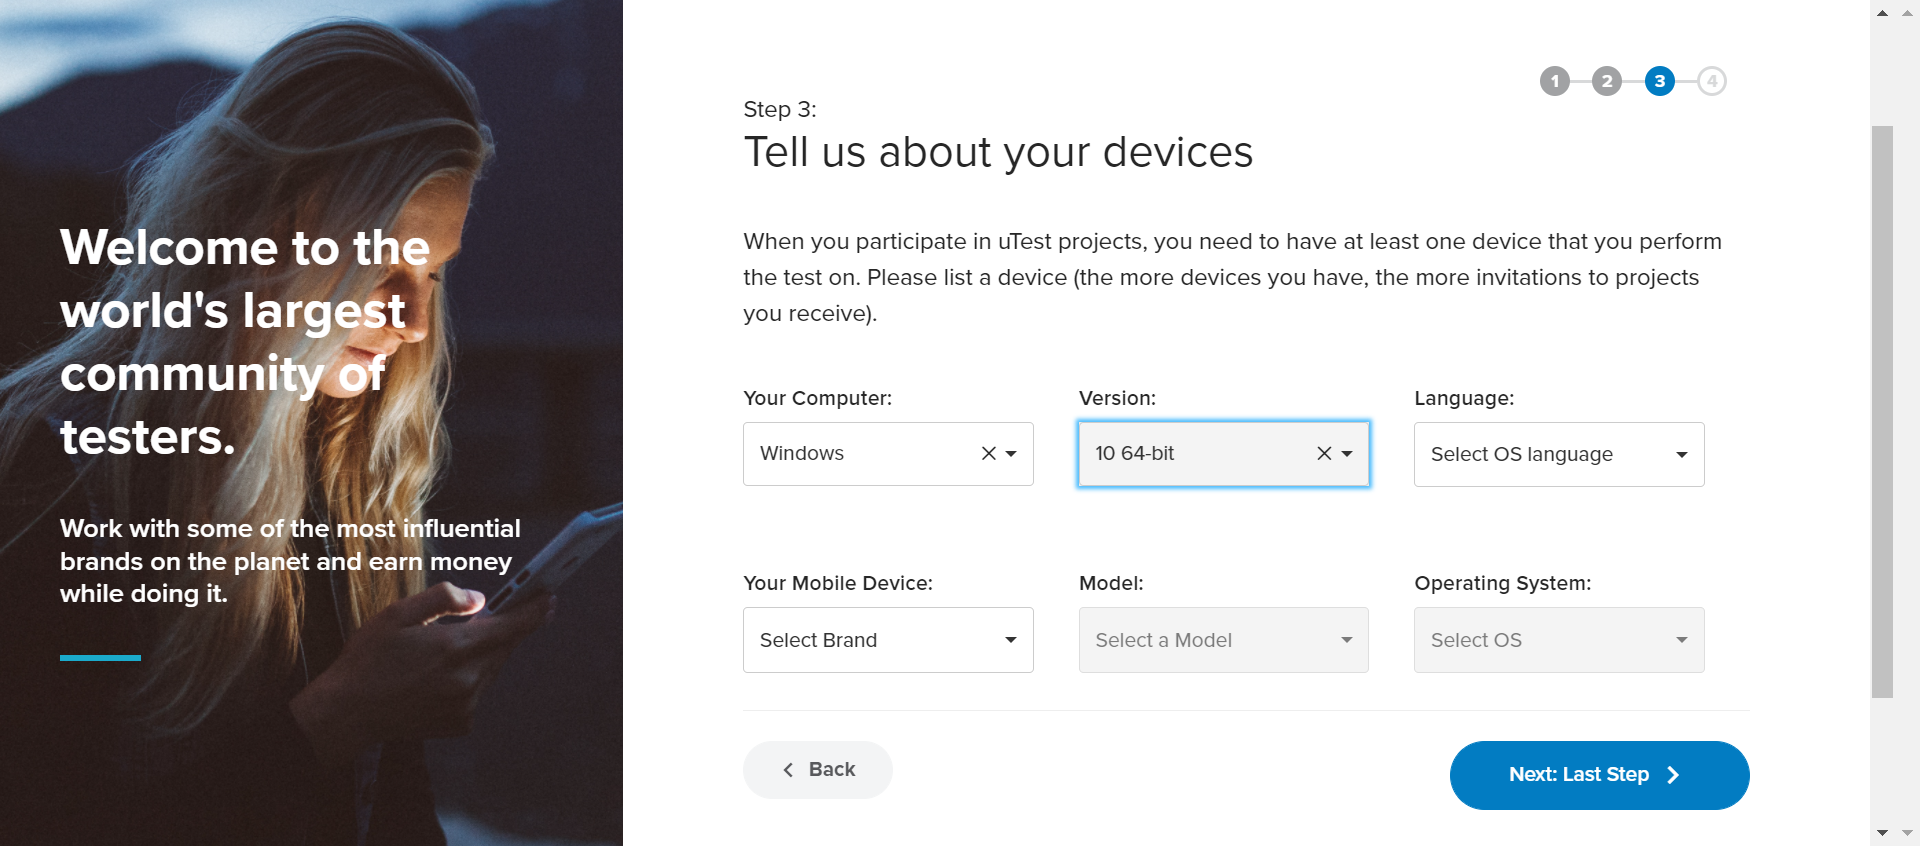 Welcome to the
world's largest
community of
testers.
Work with some of the most influential
brands on the planet and earn money
while doing it.
1 2 3 4
Step 3:
Tell us about your devices
When you participate in uTest projects, you need to have at least one device that you perform
the test on. Please list a device (the more devices you have, the more invitations to projects
you receive).
Your Computer: Version: Language:
Windows 10 64-bit Select OS language
Your Mobile Device: Model: Operating System:
Select Brand Select a Model Select OS
Back Next: Last Step